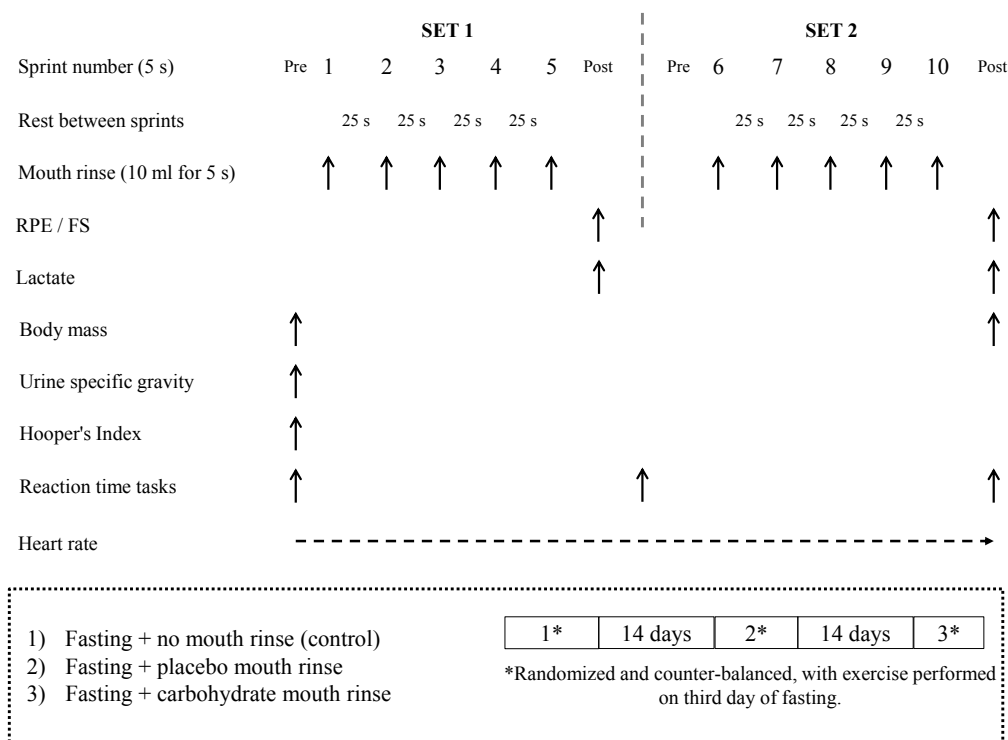 SET 1 SET 2
Sprint number (5 s) Pre 1 2 3 4 5 Post Pre 6 7 8 9 10 Post
Rest between sprints 25 s 25 s 25 s 25 s 25 s 25 s 25 s 25 s
Mouth rinse (10 ml for 5 s)
RPE / FS
Lactate
Body mass
Urine specific gravity
Hooper's Index
Reaction time tasks
Heart rate
1) Fasting + no mouth rinse (control)
2) Fasting + placebo mouth rinse
3) Fasting + carbohydrate mouth rinse
1* 14 days 2* 14 days 3*
*Randomized and counter-balanced, with exercise performed
on third day of fasting.